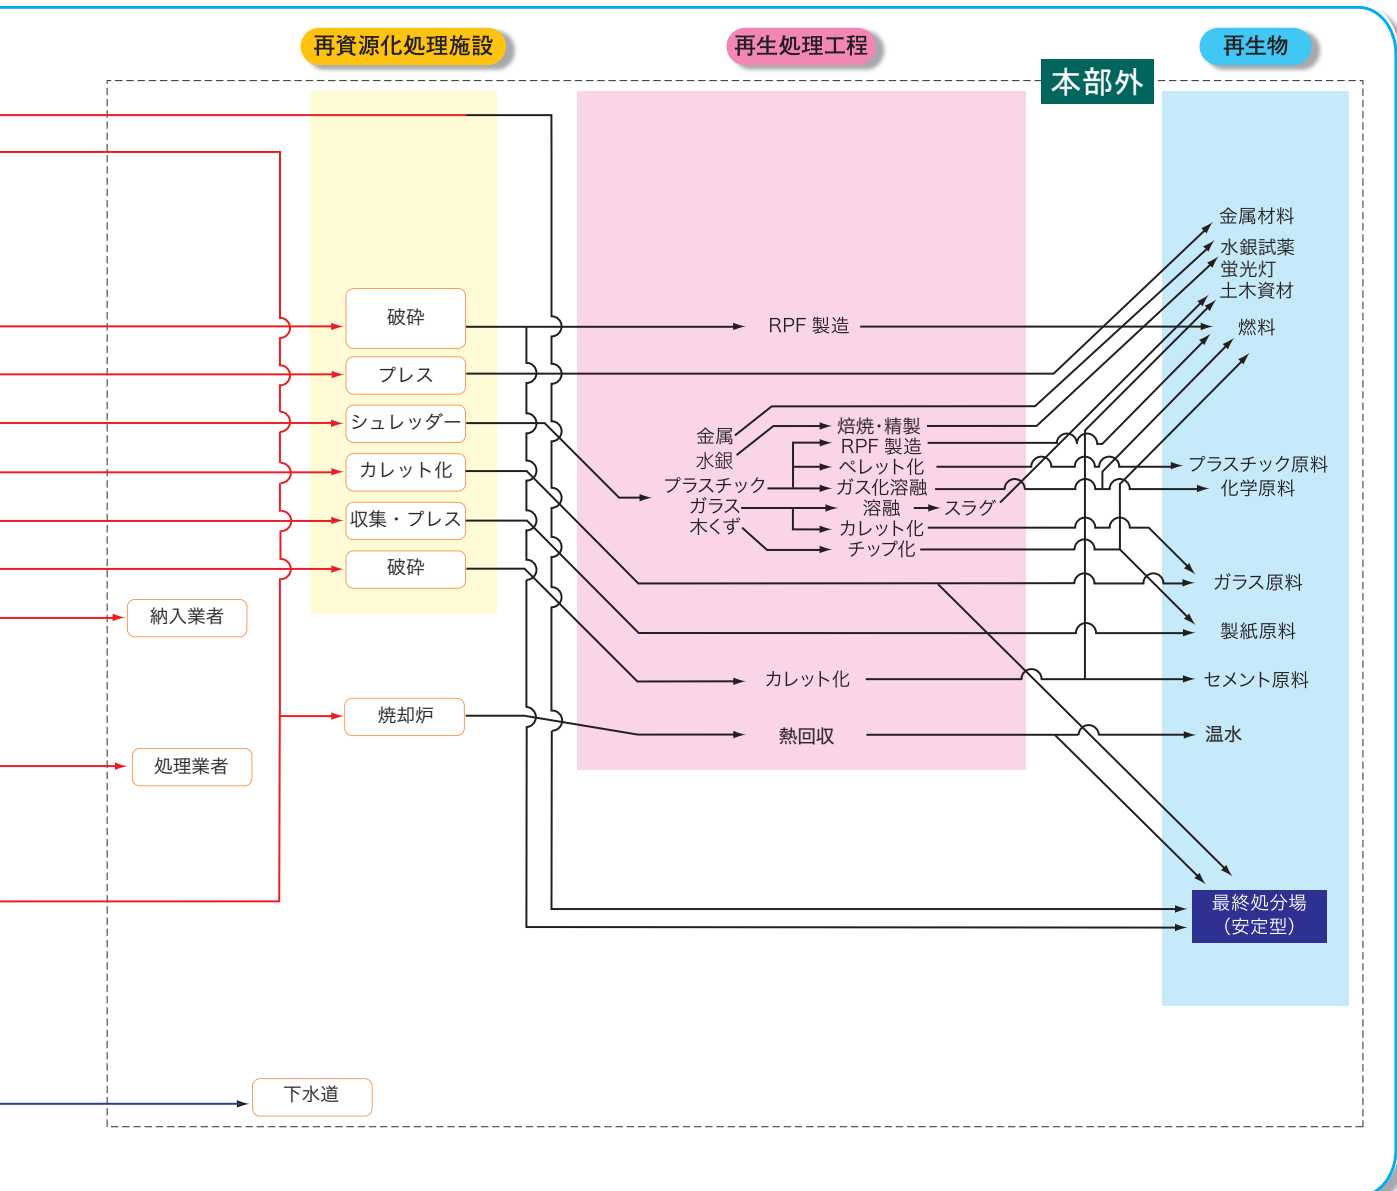 再資源化処理施設
再生処理工程
再生物
本部外
金属材料
水銀試薬
蛍光灯
土木資材
燃料
破砕
RPF 製造
プレス
シュレッダー
カレット化
収集・プレス
破砕
金属
水銀
プラスチック
ガラス
木くず
焙焼・精製
RPF 製造
ペレット化
ガス化溶融
溶融
スラグ
カレット化
チップ化
プラスチック原料
化学原料
ガラス原料
製紙原料
セメント原料
温水
納入業者
カレット化
焼却炉
熱回収
処理業者
最終処分場
（安定型）
下水道